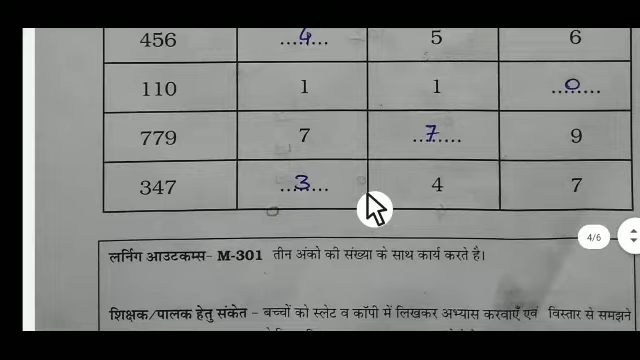 456 ...4... 5 6
110 1 1 ...0...
779 7 ...7... 9
347 ...3... 4 7
4/6
लर्निग आउटकम्स- M-301 तीन अंको की संख्या के साथ कार्य करते है।
शिक्षक/पालक हेतु संकेत - बच्चों को स्लेट व कॉपी में लिखकर अभ्यास करवाएँ एवं विस्तार से समझने